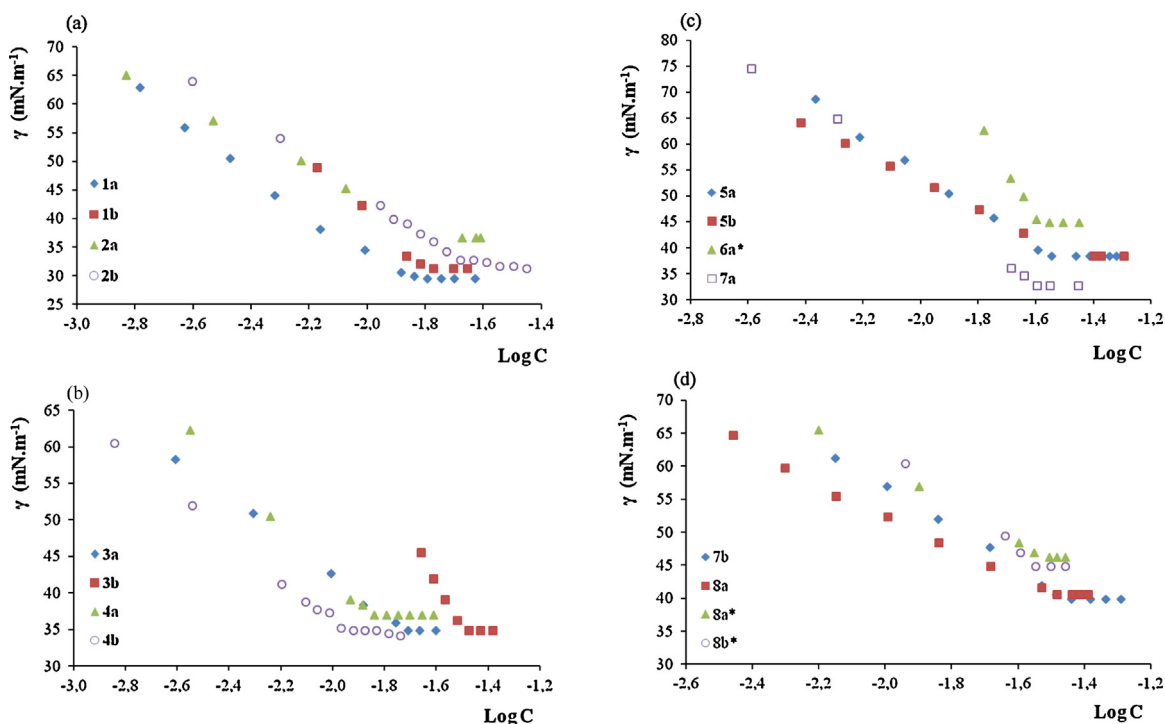 (a)
γ (mN.m⁻¹)
70
65
60
55
50
45
40
35
30
25
1a
1b
2a
2b
-3,0 -2,8 -2,6 -2,4 -2,2 -2,0 -1,8 -1,6 -1,4
Log C
(c)
γ (mN.m⁻¹)
80
75
70
65
60
55
50
45
40
35
30
5a
5b
6a*
7a
-2,8 -2,6 -2,4 -2,2 -2,0 -1,8 -1,6 -1,4 -1,2
Log C
(b)
γ (mN.m⁻¹)
65
60
55
50
45
40
35
30
3a
3b
4a
4b
-3,0 -2,8 -2,6 -2,4 -2,2 -2,0 -1,8 -1,6 -1,4 -1,2
Log C
(d)
γ (mN.m⁻¹)
70
65
60
55
50
45
40
35
30
7b
8a
8a*
8b*
-2,6 -2,4 -2,2 -2,0 -1,8 -1,6 -1,4 -1,2
Log C